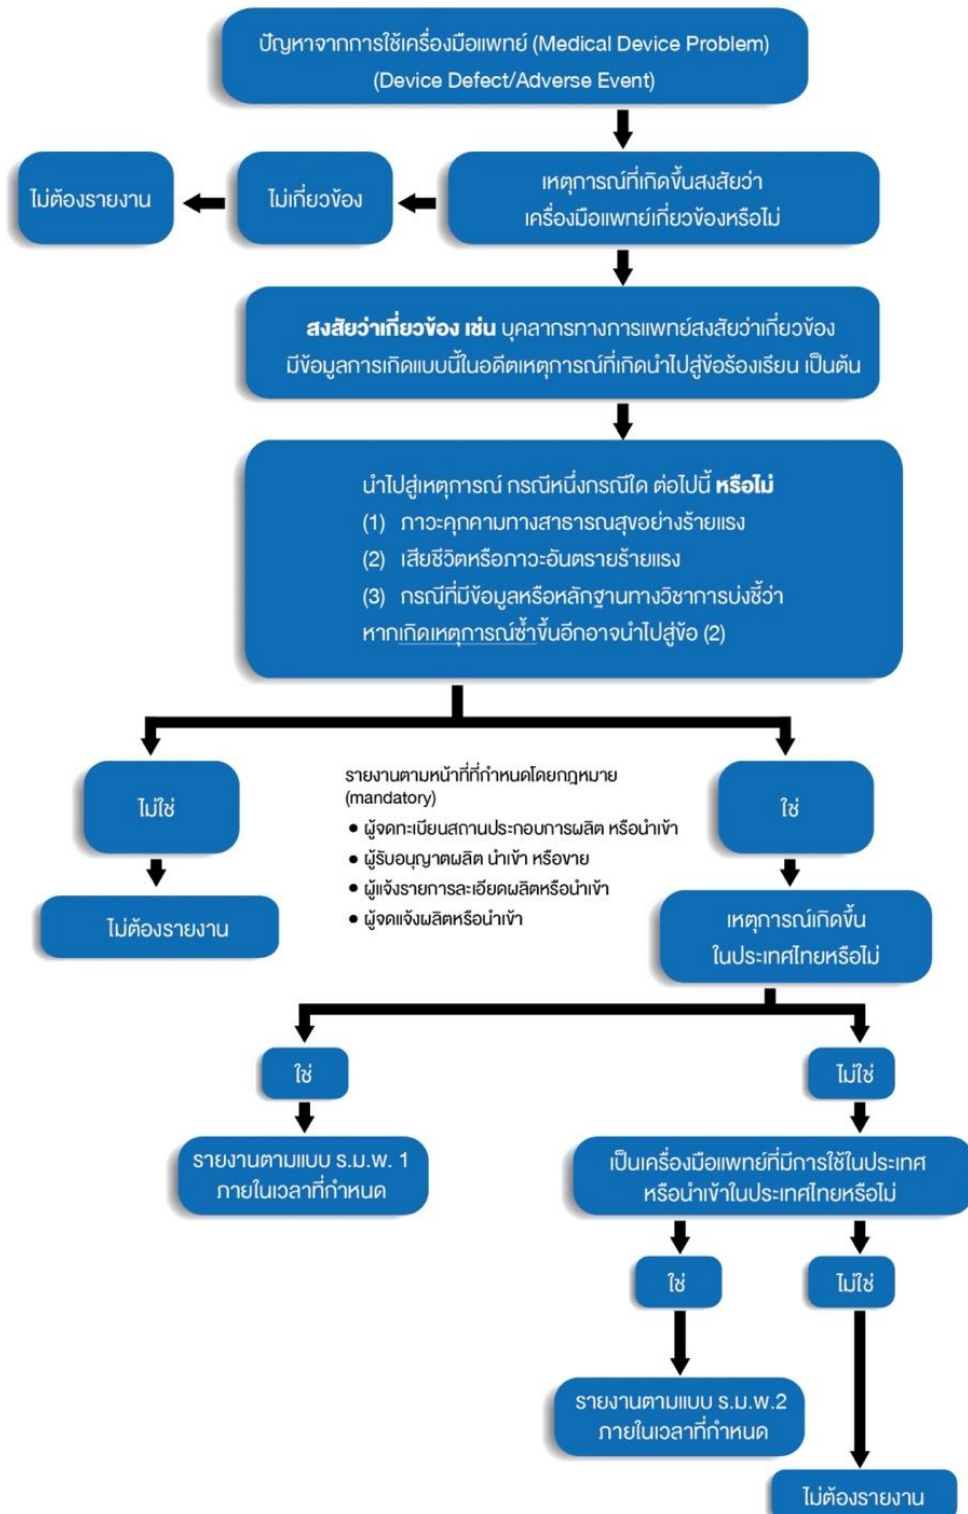 ปัญหาจากการใช้เครื่องมือแพทย์ (Medical Device Problem)
(Device Defect/Adverse Event)
เหตุการณ์ที่เกิดขึ้นสงสัยว่า
เครื่องมือแพทย์เกี่ยวข้องหรือไม่
ไม่เกี่ยวข้อง
ไม่ต้องรายงาน
สงสัยว่าเกี่ยวข้อง เช่น บุคลากรทางการแพทย์สงสัยว่าเกี่ยวข้อง
มีข้อมูลการเกิดแบบนี้ในอดีตเหตุการณ์ที่เกิดนำไปสู่ข้อร้องเรียน เป็นต้น
นำไปสู่เหตุการณ์ กรณีหนึ่งกรณีใด ต่อไปนี้ หรือไม่
(1) ภาวะคุกคามทางสาธารณสุขอย่างร้ายแรง
(2) เสียชีวิตหรือภาวะอันตรายร้ายแรง
(3) กรณีที่มีข้อมูลหรือหลักฐานทางวิชาการบ่งชี้ว่า
หากเกิดเหตุการณ์ซ้ำขึ้นอีกอาจนำไปสู่ข้อ (2)
ไม่ใช่
ไม่ต้องรายงาน
รายงานตามหน้าที่ที่กำหนดโดยกฎหมาย
(mandatory)
• ผู้จดทะเบียนสถานประกอบการผลิต หรือนำเข้า
• ผู้รับอนุญาตผลิต นำเข้า หรือขาย
• ผู้แจ้งรายการละเอียดผลิตหรือนำเข้า
• ผู้จดแจ้งผลิตหรือนำเข้า
ใช่
เหตุการณ์เกิดขึ้น
ในประเทศไทยหรือไม่
ใช่
รายงานตามแบบ ร.ม.พ. 1
ภายในเวลาที่กำหนด
ไม่ใช่
เป็นเครื่องมือแพทย์ที่มีการใช้ในประเทศ
หรือนำเข้าในประเทศไทยหรือไม่
ใช่
ไม่ใช่
รายงานตามแบบ ร.ม.พ.2
ภายในเวลาที่กำหนด
ไม่ต้องรายงาน